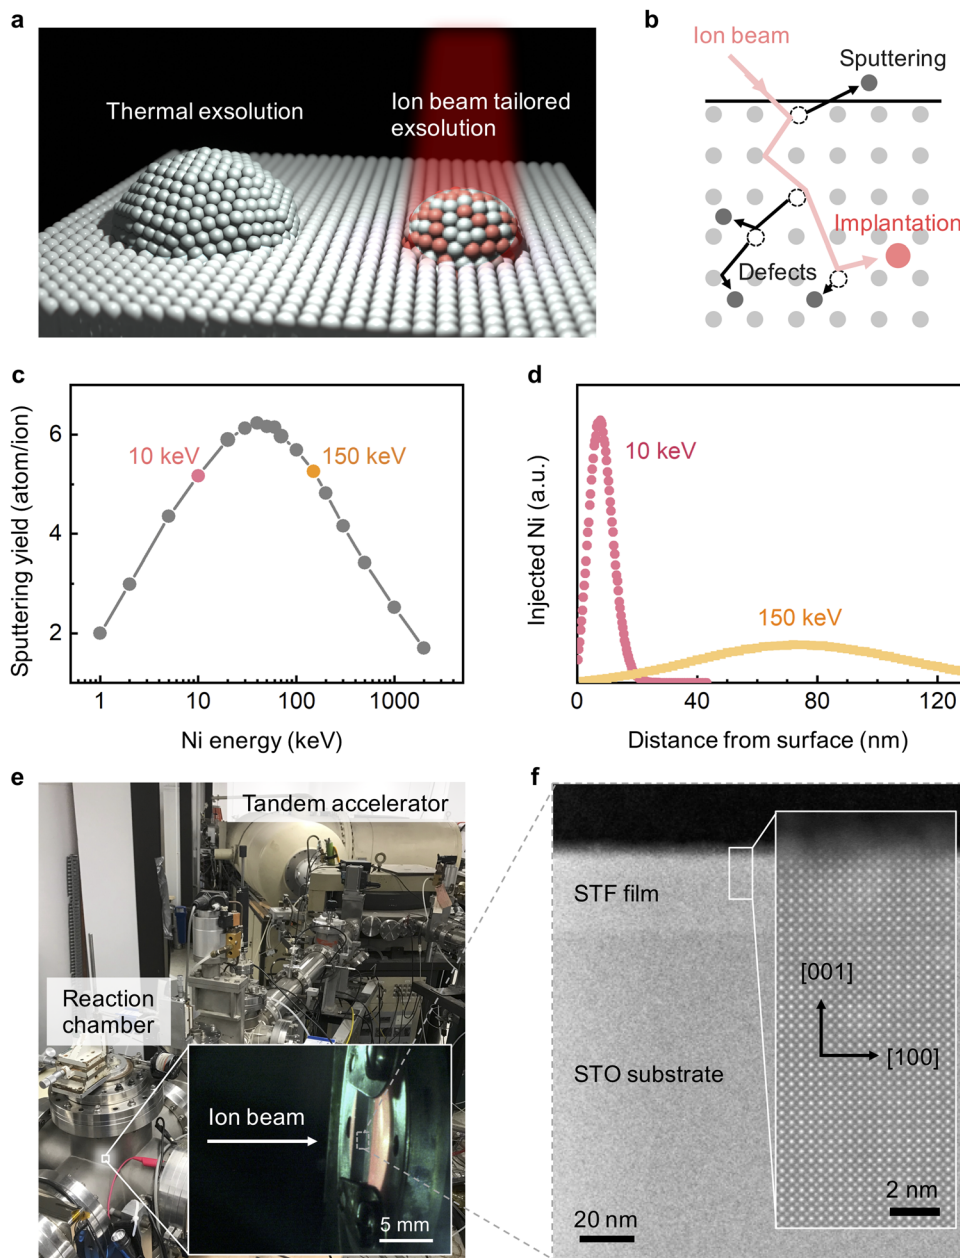 a
Thermal exsolution
Ion beam tailored
exsolution
b
Ion beam
Sputtering
Implantation
Defects
c
Sputtering yield (atom/ion)
6
4
2
10 keV
150 keV
1
10
100
1000
Ni energy (keV)
d
Injected Ni (a.u.)
10 keV
150 keV
0
40
80
120
Distance from surface (nm)
e
Tandem accelerator
Reaction
chamber
Ion beam
5 mm
f
STF film
[001]
[100]
STO substrate
20 nm
2 nm